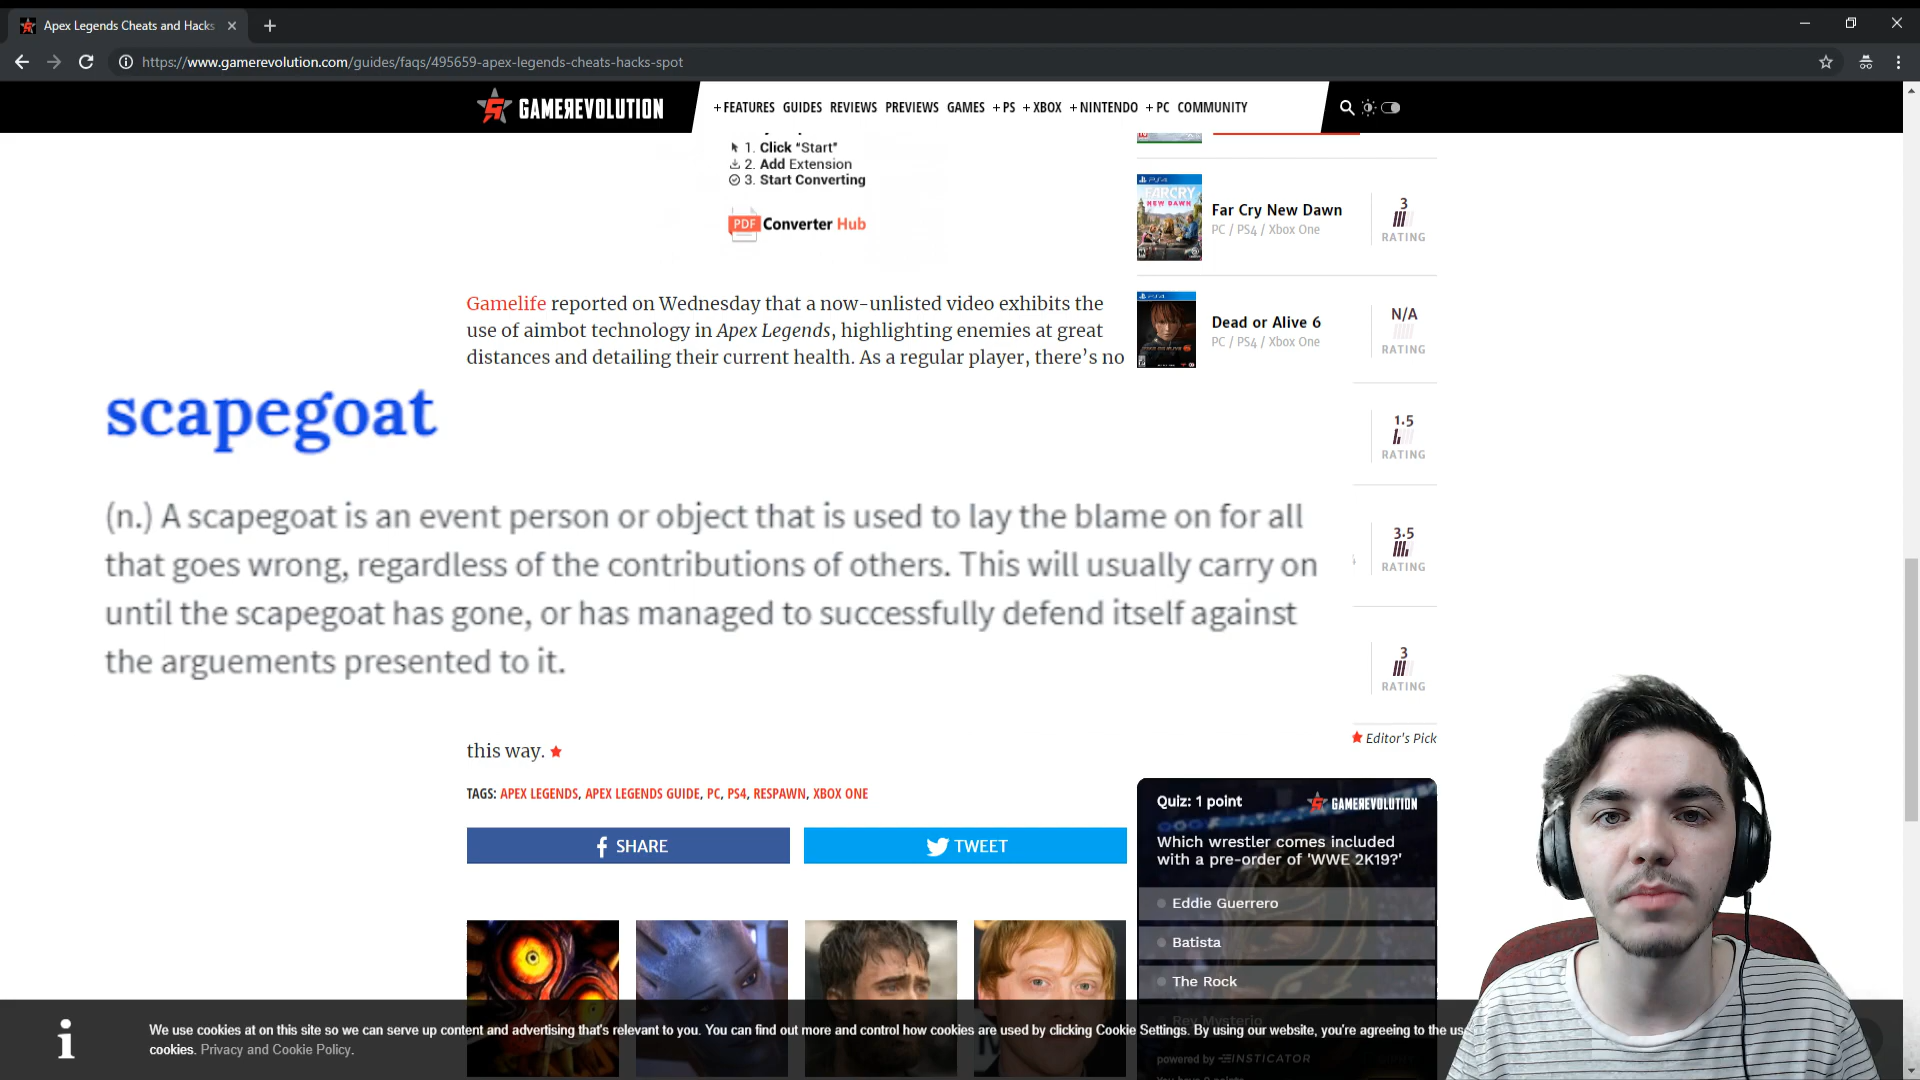 Apex Legends Cheats and Hacks
https://www.gamerevolution.com/guides/faqs/495659-apex-legends-cheats-hacks-spot
GAMEREVOLUTION
+ FEATURES GUIDES REVIEWS PREVIEWS GAMES + PS + XBOX + NINTENDO + PC COMMUNITY
1. Click "Start"
2. Add Extension
3. Start Converting
PDF Converter Hub
Gamelife reported on Wednesday that a now-unlisted video exhibits the
use of aimbot technology in Apex Legends, highlighting enemies at great
distances and detailing their current health. As a regular player, there's no
scapegoat
(n.) A scapegoat is an event person or object that is used to lay the blame on for all
that goes wrong, regardless of the contributions of others. This will usually carry on
until the scapegoat has gone, or has managed to successfully defend itself against
the arguements presented to it.
this way.
TAGS: APEX LEGENDS, APEX LEGENDS GUIDE, PC, PS4, RESPAWN, XBOX ONE
SHARE
TWEET
PS4
FARCRY
NEW DAWN
Far Cry New Dawn
PC / PS4 / Xbox One
3
RATING
PS4
Dead or Alive 6
PC / PS4 / Xbox One
N/A
RATING
1.5
RATING
3.5
RATING
3
RATING
Editor's Pick
Quiz: 1 point
GAMEREVOLUTION
Which wrestler comes included
with a pre-order of 'WWE 2K19?'
Eddie Guerrero
Batista
The Rock
Rey Mysterio
powered by INSTICATOR
We use cookies at on this site so we can serve up content and advertising that's relevant to you. You can find out more and control how cookies are used by clicking Cookie Settings. By using our website, you're agreeing to the
cookies. Privacy and Cookie Policy.